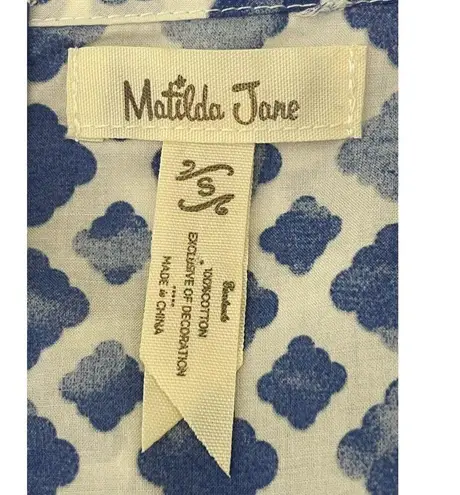 Matilda Jane
S
100%COTTON
EXCLUSIVE OF DECORATION
MADE in CHINA